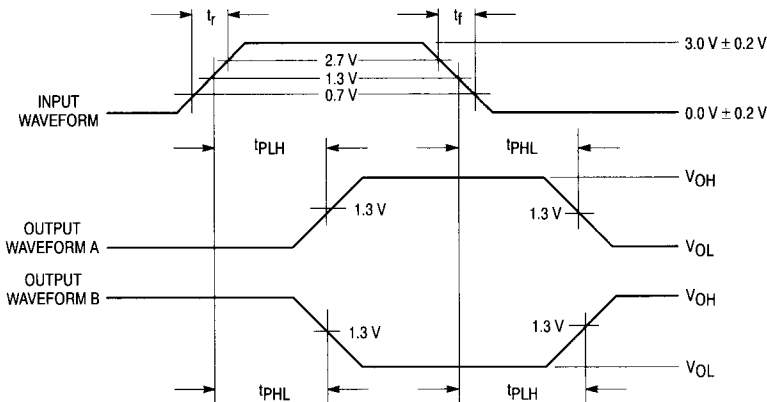 tr
tf
3.0 V ± 0.2 V
2.7 V
1.3 V
0.7 V
INPUT
WAVEFORM
0.0 V ± 0.2 V
tPLH
tPHL
VOH
1.3 V
1.3 V
OUTPUT
WAVEFORM A
VOL
OUTPUT
WAVEFORM B
VOH
1.3 V
1.3 V
VOL
tPHL
tPLH